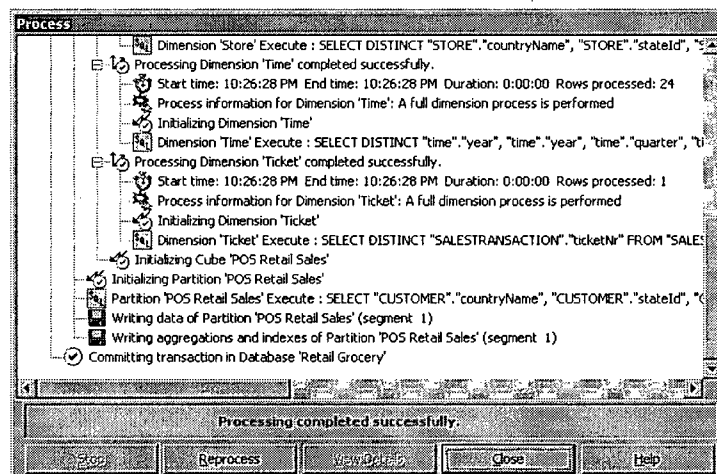 Process
Dimension 'Store' Execute : SELECT DISTINCT "STORE"."countryName", "STORE"."stateId", "S
Processing Dimension 'Time' completed successfully.
Start time: 10:26:28 PM End time: 10:26:28 PM Duration: 0:00:00 Rows processed: 24
Process information for Dimension 'Time': A full dimension process is performed
Initializing Dimension 'Time'
Dimension 'Time' Execute : SELECT DISTINCT "time"."year", "time"."year", "time"."quarter", "ti
Processing Dimension 'Ticket' completed successfully.
Start time: 10:26:28 PM End time: 10:26:28 PM Duration: 0:00:00 Rows processed: 1
Process information for Dimension 'Ticket': A full dimension process is performed
Initializing Dimension 'Ticket'
Dimension 'Ticket' Execute : SELECT DISTINCT "SALESTRANSACTION"."ticketNr" FROM "SALES
Initializing Cube 'POS Retail Sales'
Initializing Partition 'POS Retail Sales'
Partition 'POS Retail Sales' Execute : SELECT "CUSTOMER"."countryName", "CUSTOMER"."stateId", "C
Writing data of Partition 'POS Retail Sales' (segment 1)
Writing aggregations and indexes of Partition 'POS Retail Sales' (segment 1)
Committing transaction in Database 'Retail Grocery'
Processing completed successfully.
Stop Reprocess View Details Close Help